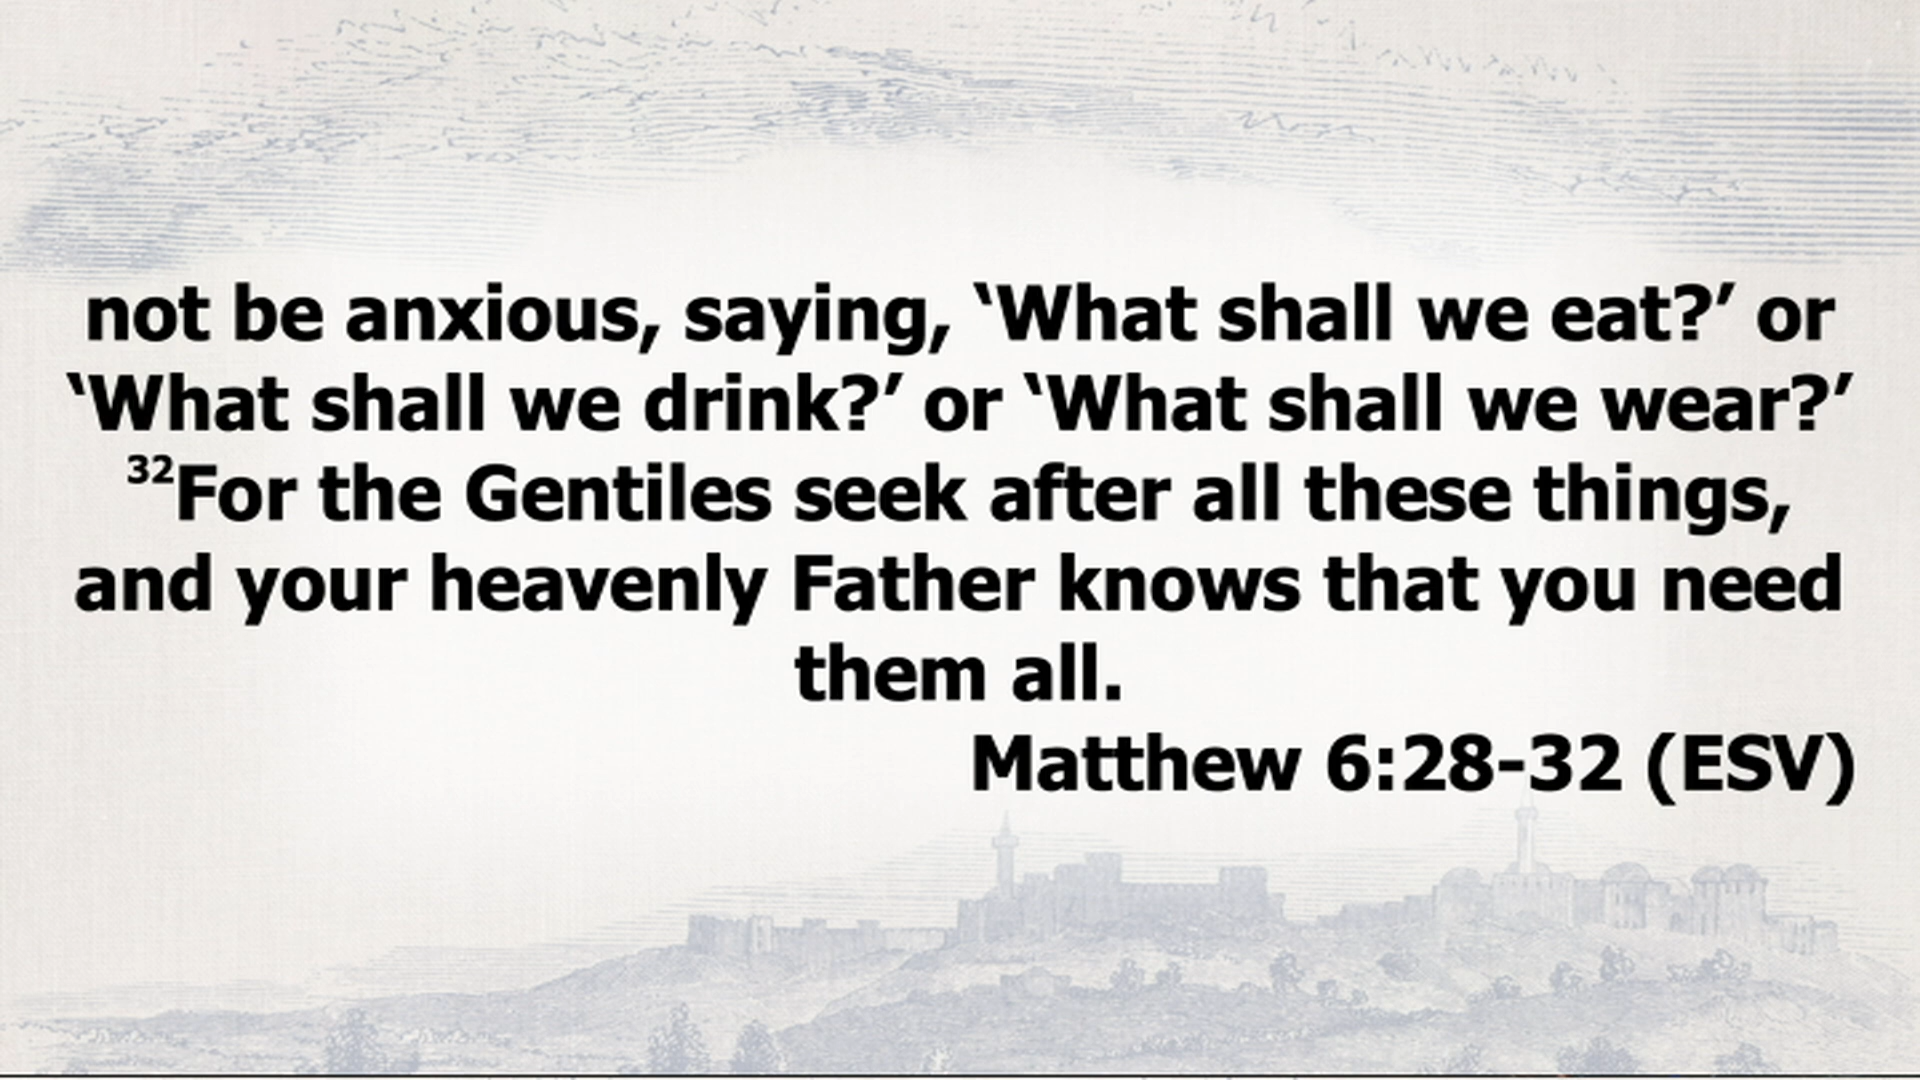 not be anxious, saying, ‘What shall we eat?’ or
‘What shall we drink?’ or ‘What shall we wear?’
³²For the Gentiles seek after all these things,
and your heavenly Father knows that you need
them all.
Matthew 6:28-32 (ESV)